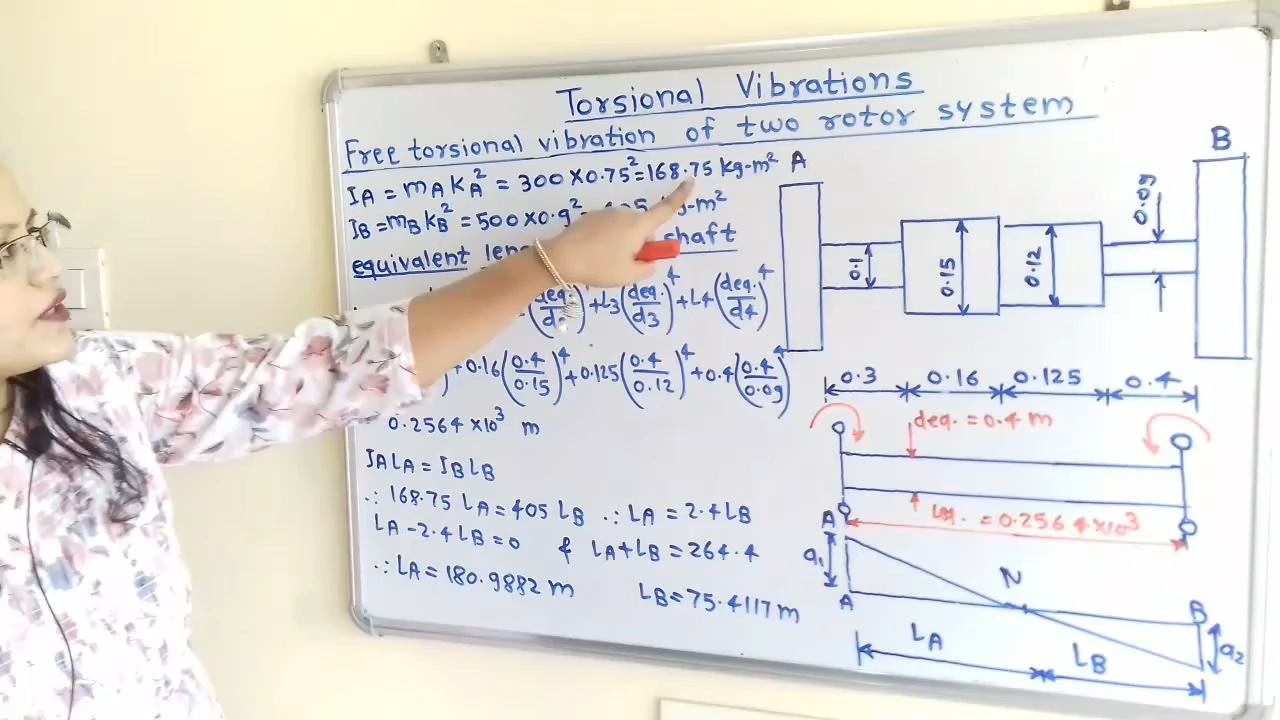 Torsional Vibrations
Free torsional vibration of two rotor system
IA = mA KA² = 300 × 0.75² = 168.75 kg-m²
IB = mB KB² = 500 × 0.9² kg-m²
equivalent shaft
(deq./d )⁴ + L3 (deq./d3)⁴ + L4 (deq./d4)⁴
+ 0.16 (0.4/0.15)⁴ + 0.125 (0.4/0.12)⁴ + 0.4 (0.4/0.09)⁴
0.2564 × 10³ m
IA LA = IB LB
∴ 168.75 LA = 405 LB ∴ LA = 2.4 LB
LA - 2.4 LB = 0 & LA + LB = 264.4
∴ LA = 180.9882 m LB = 75.4117 m
A
B
0.1
0.15
0.12
0.09
0.3 0.16 0.125 0.4
deq. = 0.4 m
= 0.2564 × 10³
A
a1
A
N
B
a2
LA
LB